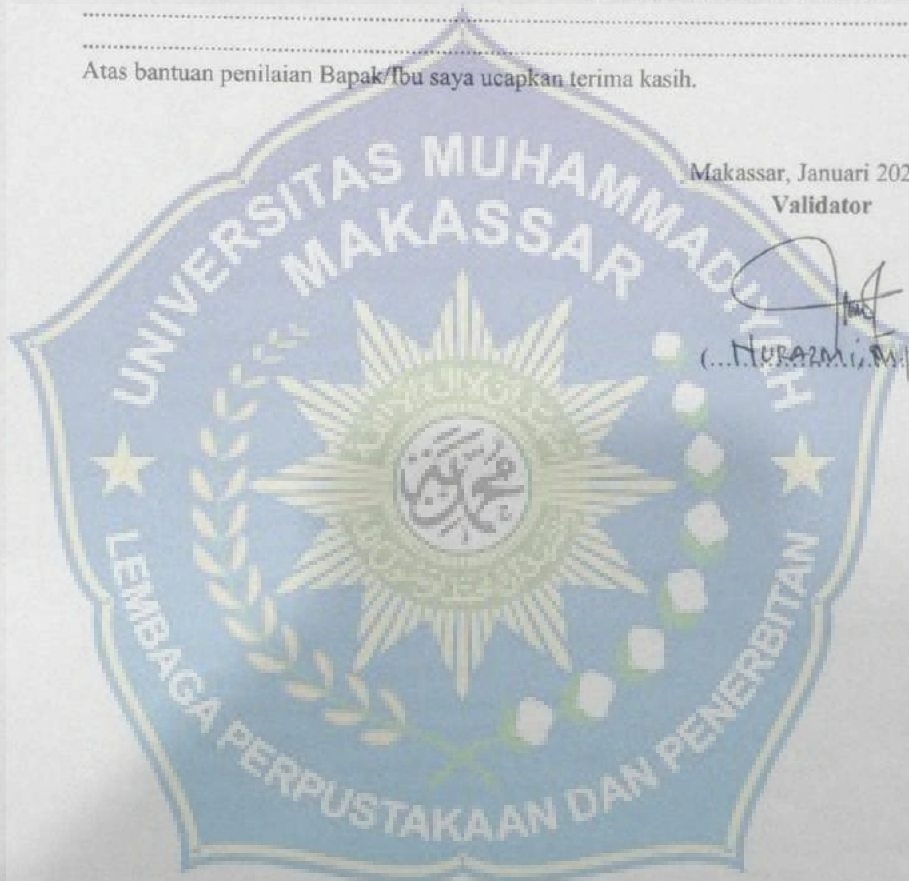 Atas bantuan penilaian Bapak/Ibu saya ucapkan terima kasih.
Makassar, Januari 202
Validator
(...NURAZMI, M.P
UNIVERSITAS MUHAMMADIYAH
MAKASSAR
LEMBAGA PERPUSTAKAAN DAN PENERBITAN